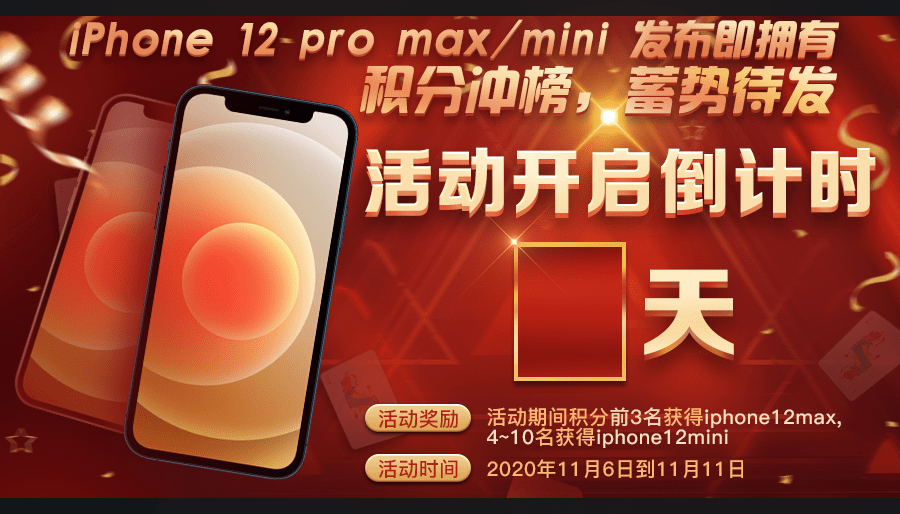 iPhone 12 pro max/mini 发布即拥有
积分冲榜，蓄势待发
活动开启倒计时
天
活动奖励 活动期间积分前3名获得iphone12max,
4~10名获得iphone12mini
活动时间 2020年11月6日到11月11日